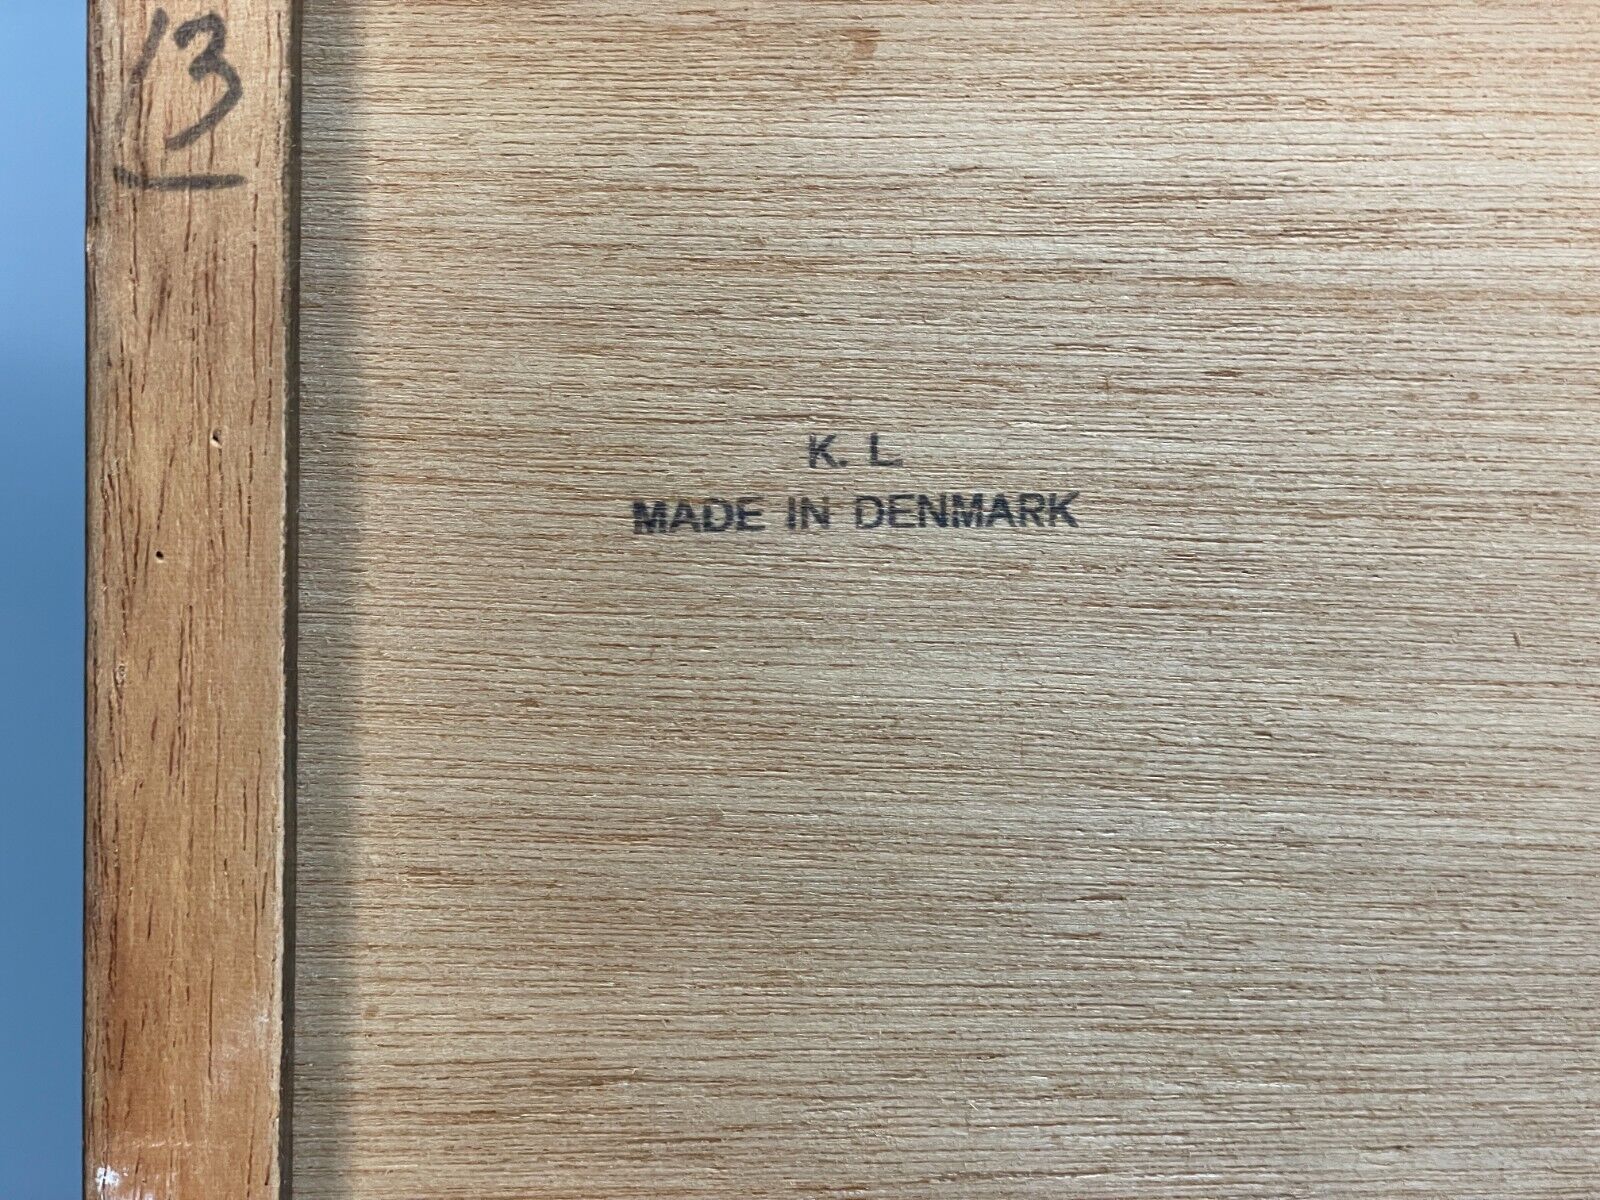 13
K. L.
MADE IN DENMARK